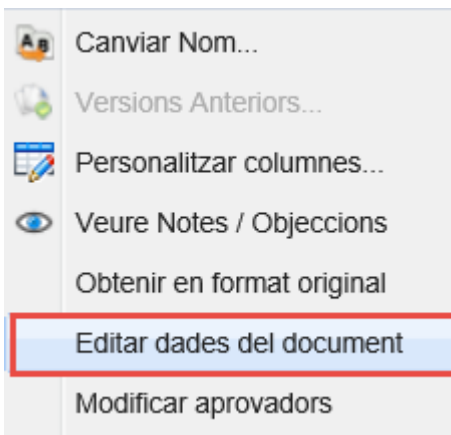 Canviar Nom...
Versions Anteriors...
Personalitzar columnes...
Veure Notes / Objeccions
Obtenir en format original
Editar dades del document
Modificar aprovadors